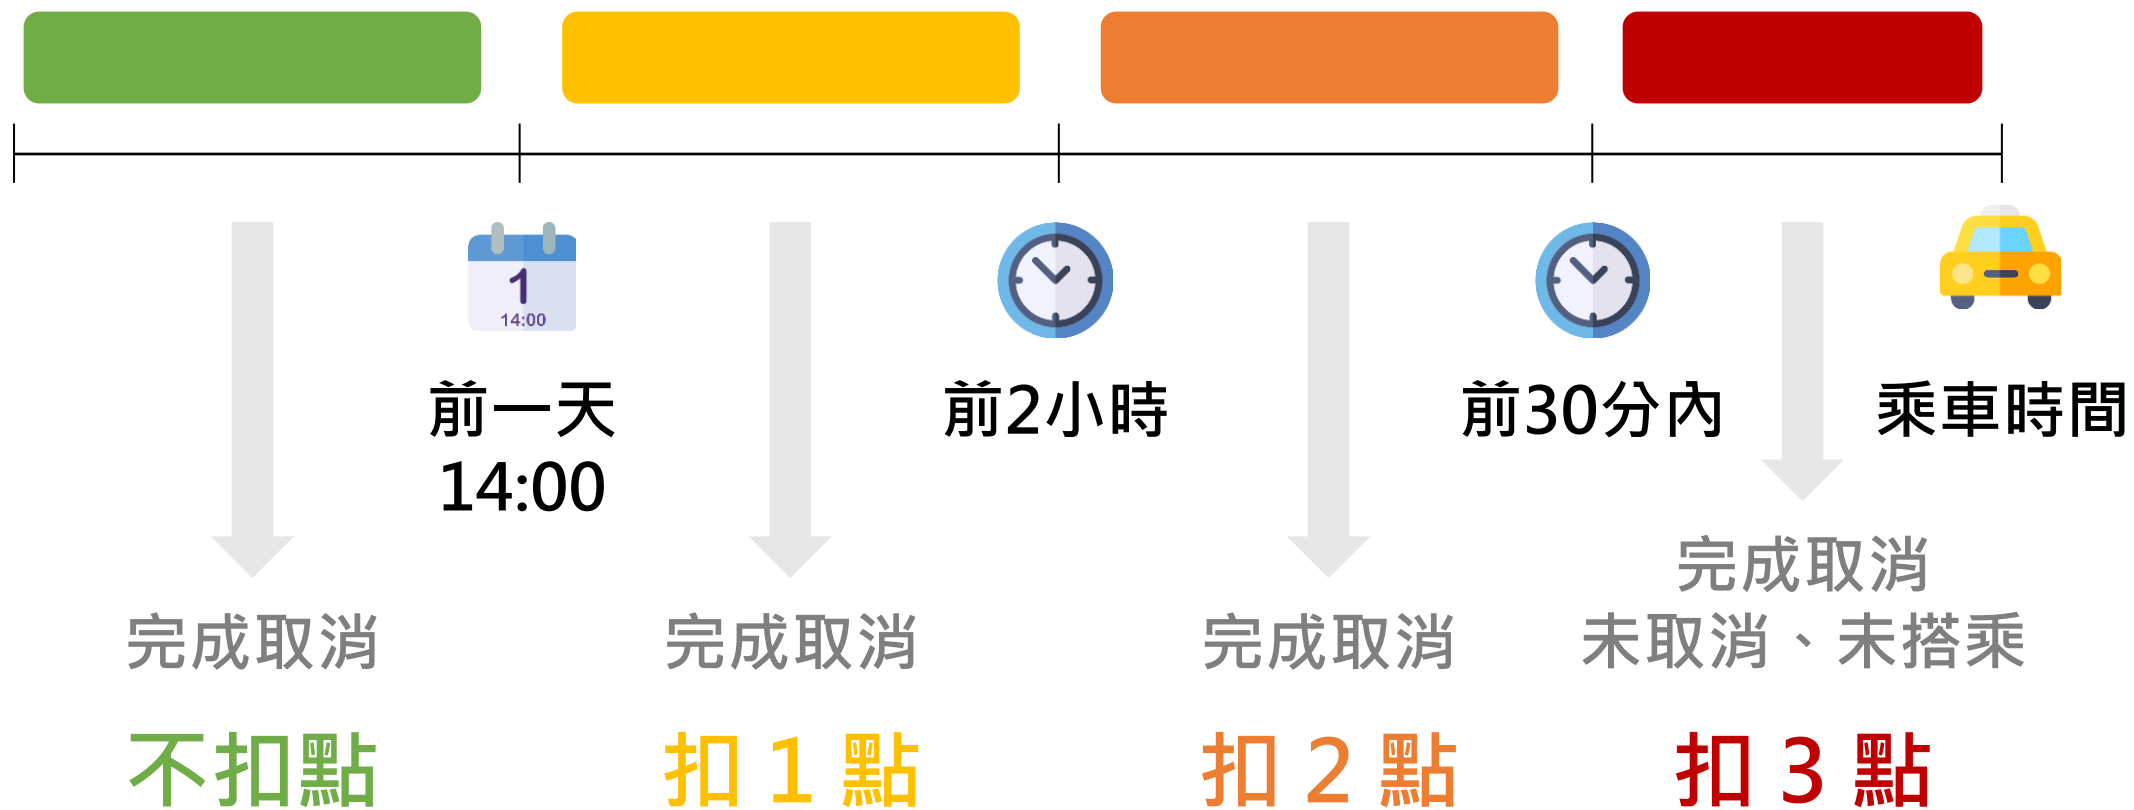 1
14:00
前一天
14:00
前2小時
前30分內
乘車時間
完成取消
不扣點
完成取消
扣 1 點
完成取消
扣 2 點
完成取消
未取消、未搭乘
扣 3 點